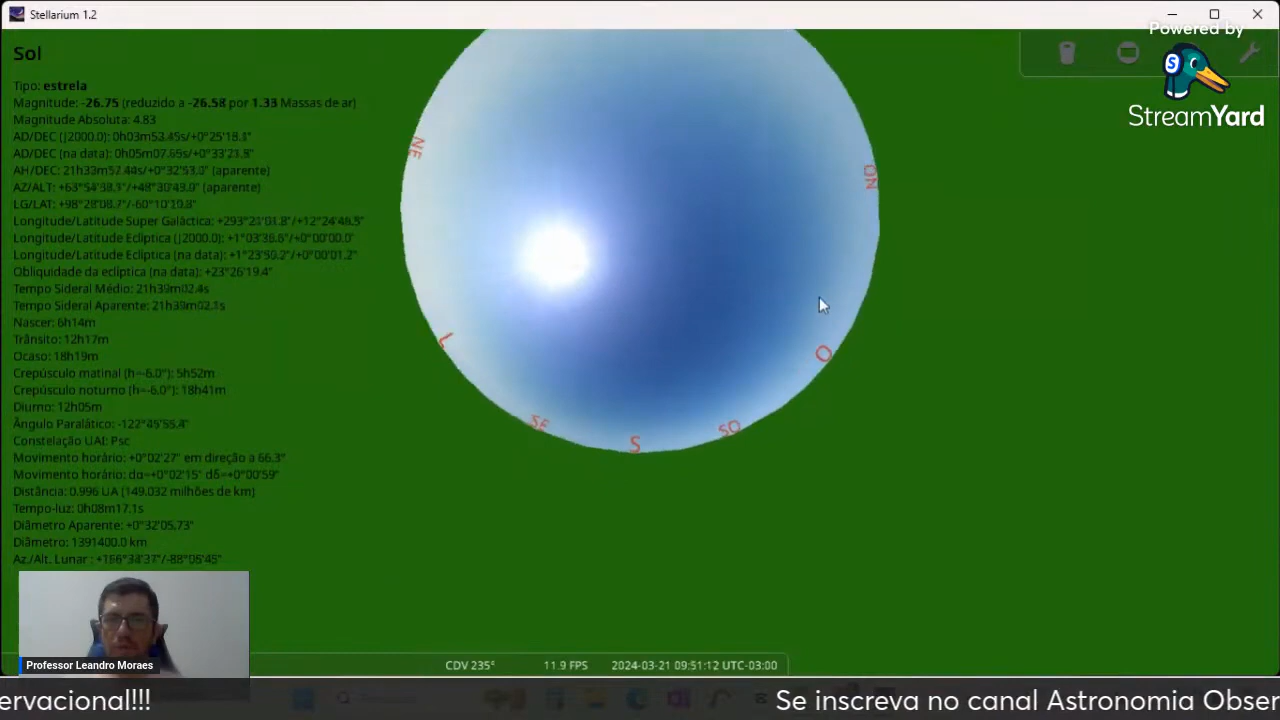 Stellarium 1.2
Powered by
StreamYard
Sol
Tipo: estrela
Magnitude: -26.75 (reduzido a -26.58 por 1.33 Massas de ar)
Magnitude Absoluta: 4.83
AD/DEC (J2000.0): 0h03m53.45s/+0°25'18.1"
AD/DEC (na data): 0h05m07.65s/+0°33'21.8"
AH/DEC: 21h33m52.44s/+0°32'53.0" (aparente)
AZ/ALT: +63°54'38.3"/+48°30'49.0" (aparente)
LG/LAT: +98°28'08.7"/-60°10'10.8"
Longitude/Latitude Super Galáctica: +293°21'01.8"/+12°24'48.5"
Longitude/Latitude Eclíptica (J2000.0): +1°03'38.6"/+0°00'00.0"
Longitude/Latitude Eclíptica (na data): +1°23'50.2"/+0°00'01.2"
Obliquidade da eclíptica (na data): +23°26'19.4"
Tempo Sideral Médio: 21h39m02.4s
Tempo Sideral Aparente: 21h39m02.1s
Nascer: 6h14m
Trânsito: 12h17m
Ocaso: 18h19m
Crepúsculo matinal (h=-6.0°): 5h52m
Crepúsculo noturno (h=-6.0°): 18h41m
Diurno: 12h05m
Ângulo Paralático: -122°45'55.4"
Constelação UAI: Psc
Movimento horário: +0°02'27" em direção a 66.3°
Movimento horário: dα=+0°02'15" dδ=+0°00'59"
Distância: 0.996 UA (149.032 milhões de km)
Tempo-luz: 0h08m17.1s
Diâmetro Aparente: +0°32'05.73"
Diâmetro: 1391400.0 km
Az./Alt. Lunar : +166°33'37"/-88°05'45"
NE
NO
L
O
SE
S
SO
Professor Leandro Moraes
CDV 235° 11.9 FPS 2024-03-21 09:51:12 UTC-03:00
ervacional!!! Se inscreva no canal Astronomia Obser